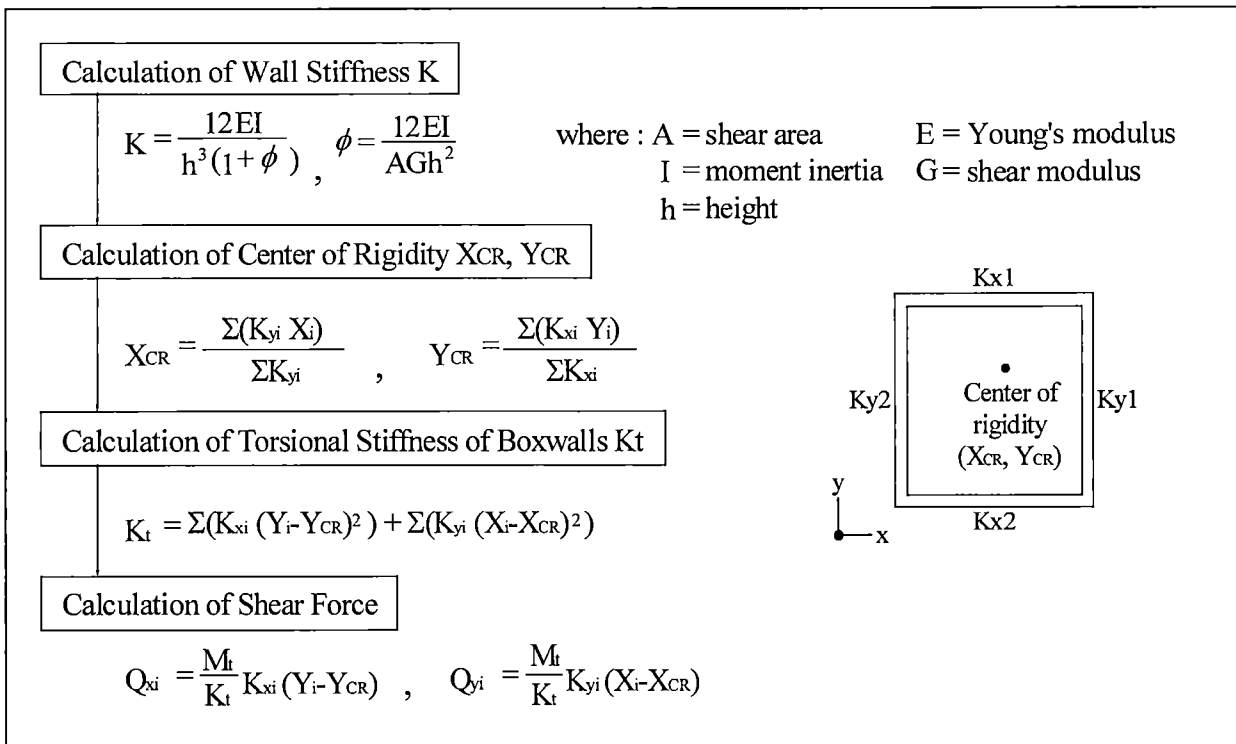 Calculation of Wall Stiffness K
K = 12EI / h³(1+ϕ) , ϕ = 12EI / AGh²
where : A = shear area E = Young's modulus
I = moment inertia G = shear modulus
h = height
Calculation of Center of Rigidity XCR, YCR
XCR = Σ(Kyi Xi) / ΣKyi , YCR = Σ(Kxi Yi) / ΣKxi
Calculation of Torsional Stiffness of Boxwalls Kt
Kt = Σ(Kxi (Yi-YCR)²) + Σ(Kyi (Xi-XCR)²)
Calculation of Shear Force
Qxi = Mt / Kt Kxi (Yi-YCR) , Qyi = Mt / Kt Kyi (Xi-XCR)
Kx1
Ky2
Center of
rigidity
(XCR, YCR)
Ky1
Kx2
y
x